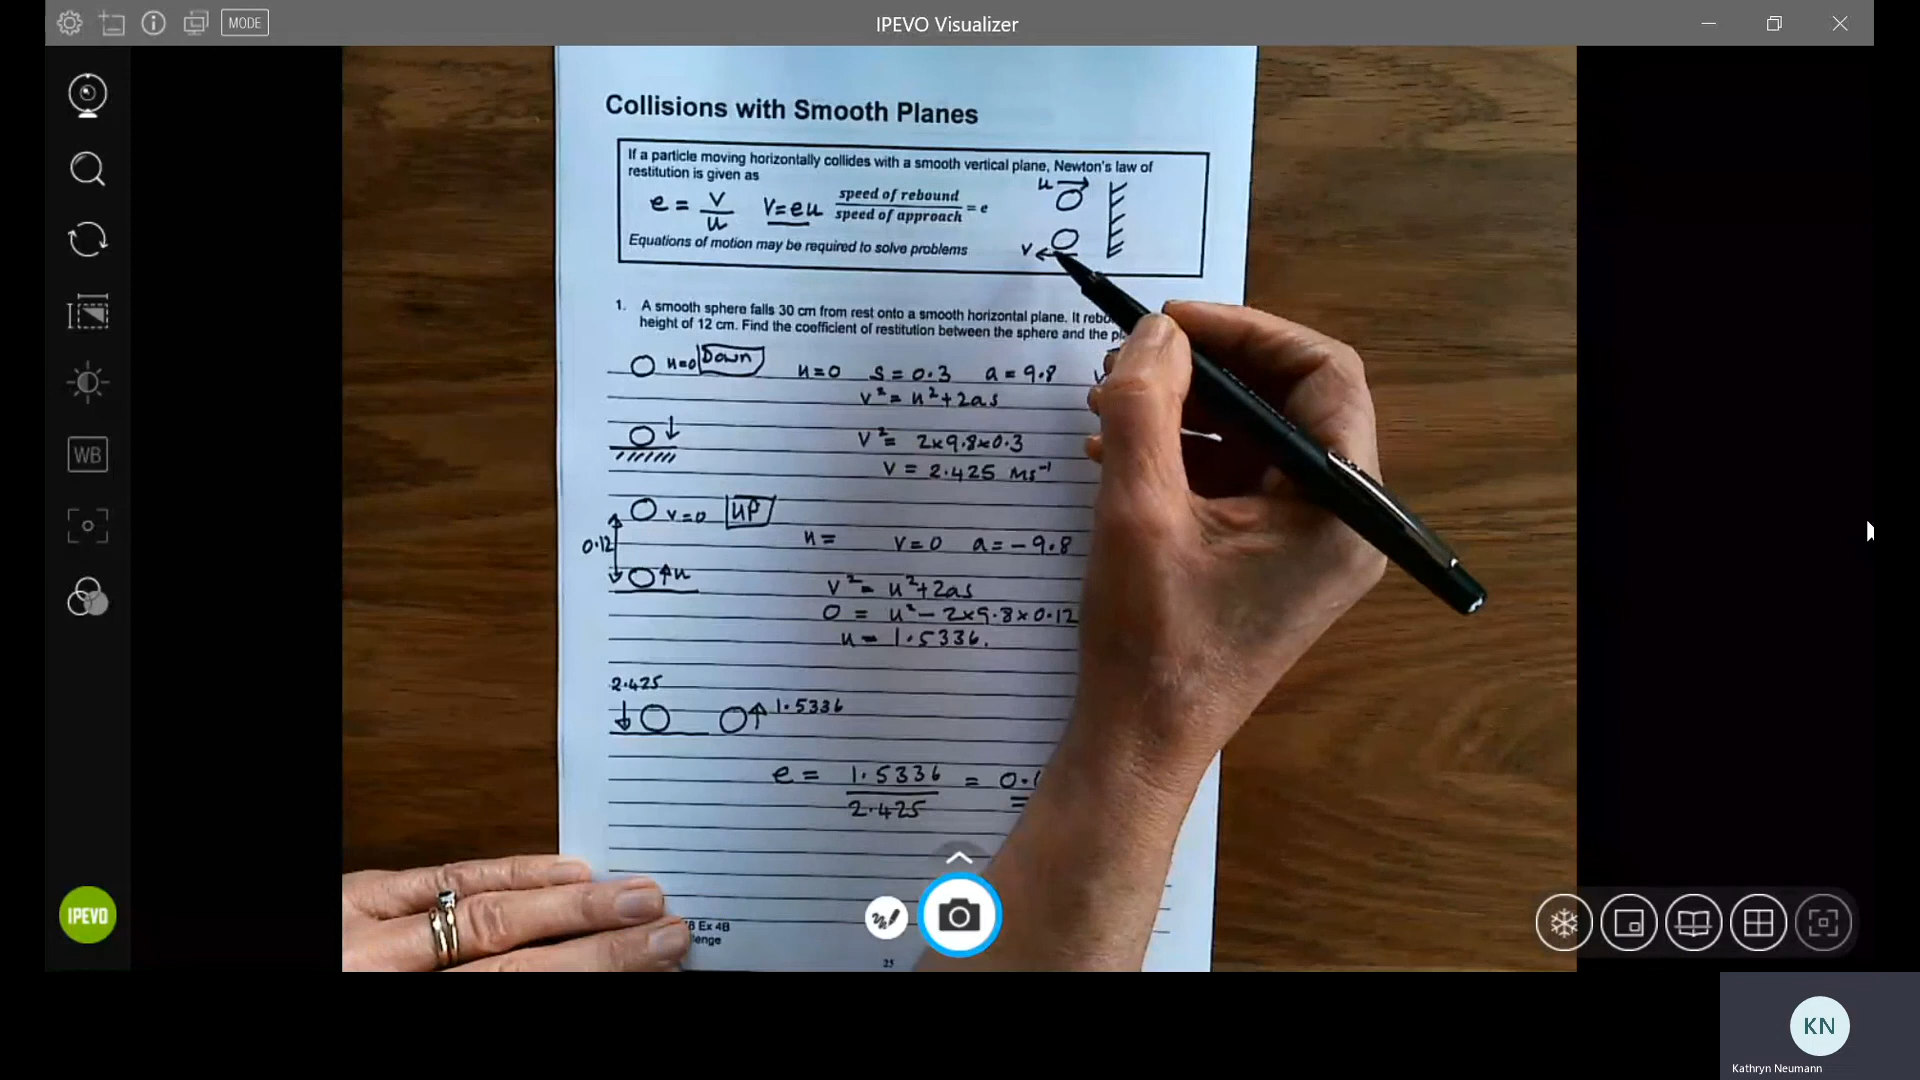 MODE
IPEVO Visualizer
WB
IPEVO
Collisions with Smooth Planes
If a particle moving horizontally collides with a smooth vertical plane, Newton's law of
restitution is given as
e = v/u
v=eu
speed of rebound
speed of approach
= e
u
v
Equations of motion may be required to solve problems
1. A smooth sphere falls 30 cm from rest onto a smooth horizontal plane. It
height of 12 cm. Find the coefficient of restitution between the sphere and the
u=0 Down
u=0 s=0.3 a=9.8
v² = u²+2as
v² = 2×9.8×0.3
v = 2.425 ms⁻¹
v=0 UP
0.12
u
u= v=0 a=-9.8
v² = u²+2as
0 = u²-2×9.8×0.12
u = 1.5336.
2.425
1.5336
e = 1.5336/2.425 =
Ex 4B
25
KN
Kathryn Neumann